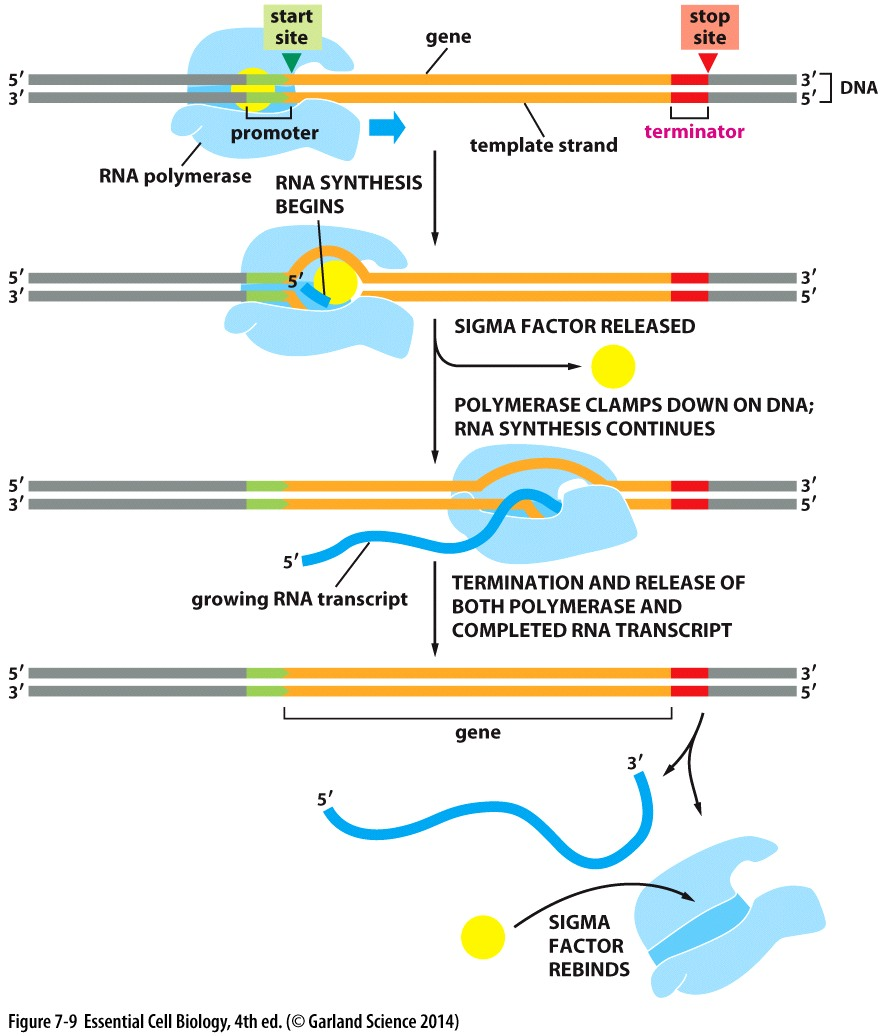 start
site
stop
site
gene
5′
3′
3′
5′
DNA
promoter
template strand
terminator
RNA polymerase
RNA SYNTHESIS
BEGINS
5′
5′
3′
3′
5′
SIGMA FACTOR RELEASED
POLYMERASE CLAMPS DOWN ON DNA;
RNA SYNTHESIS CONTINUES
5′
3′
3′
5′
5′
growing RNA transcript
TERMINATION AND RELEASE OF
BOTH POLYMERASE AND
COMPLETED RNA TRANSCRIPT
5′
3′
3′
5′
gene
5′
3′
SIGMA
FACTOR
REBINDS
Figure 7-9 Essential Cell Biology, 4th ed. (© Garland Science 2014)